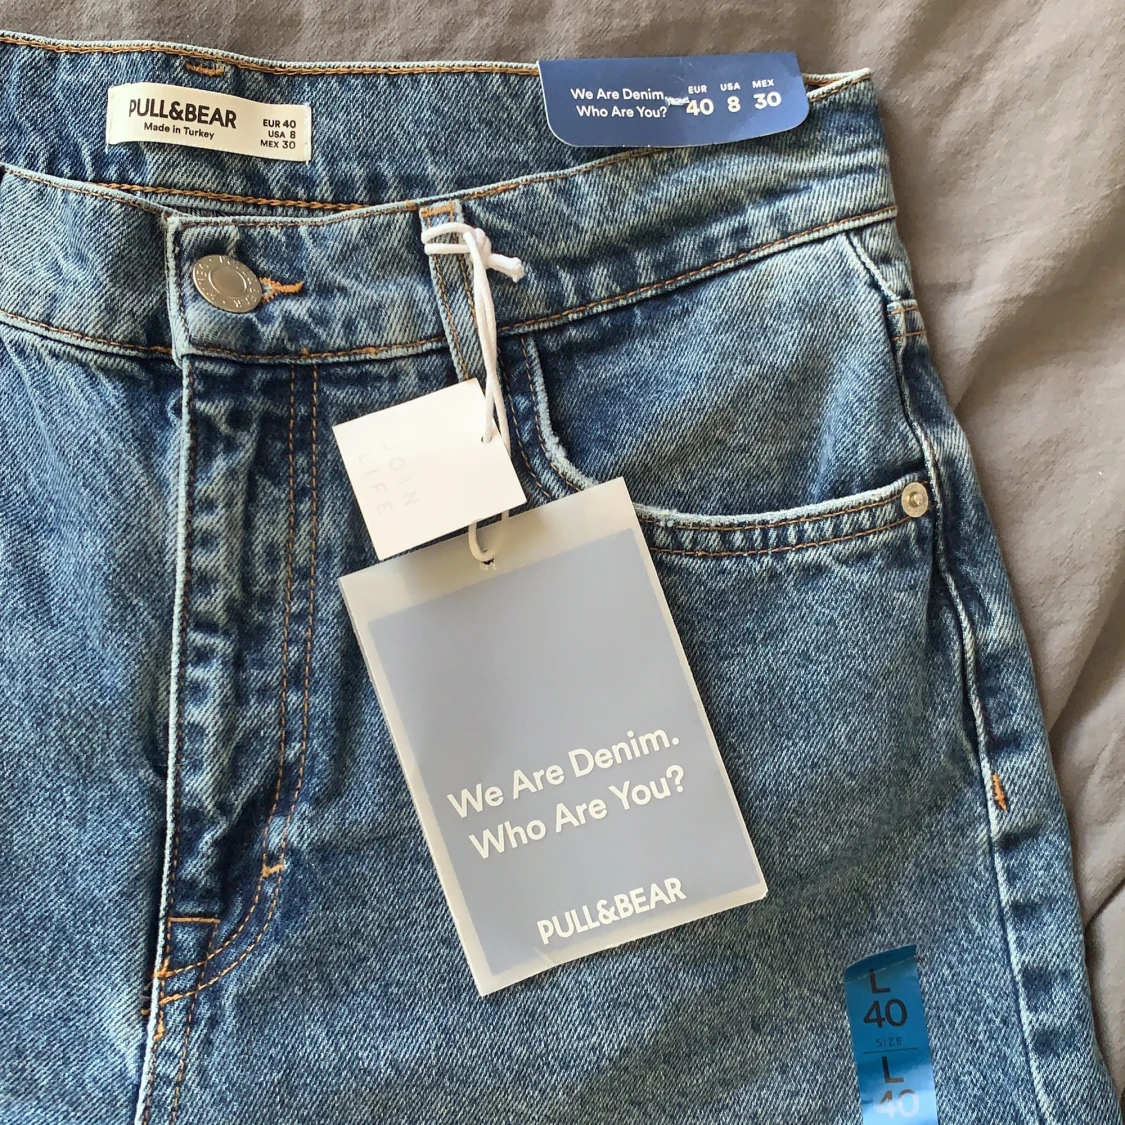 PULL&BEAR
Made in Turkey
EUR 40
USA 8
MEX 30
We Are Denim.
Who Are You?
EUR USA MEX
40 8 30
JOIN
LIFE
We Are Denim.
Who Are You?
PULL&BEAR
L
40
SIZE
L
40